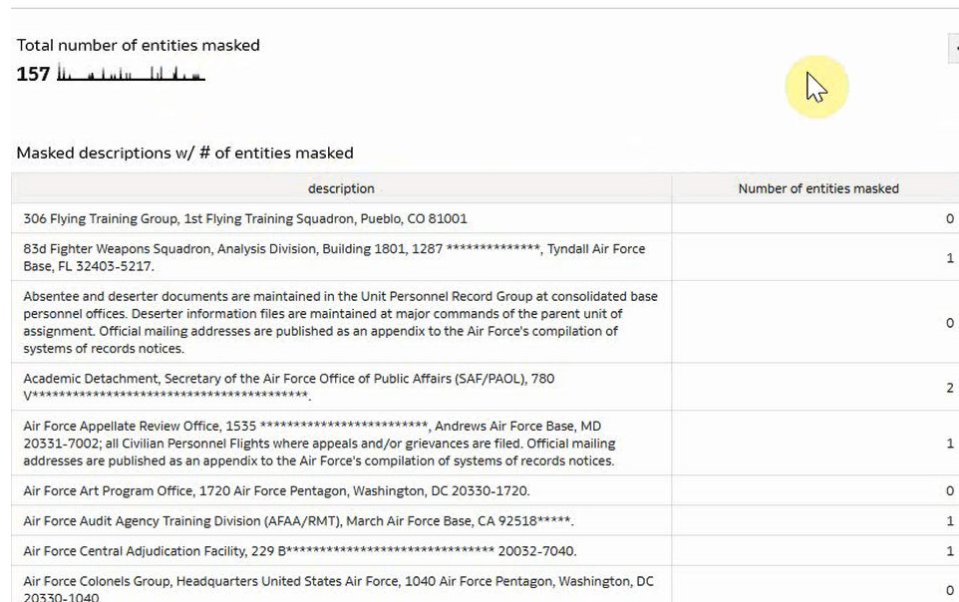 Total number of entities masked
157
Masked descriptions w/ # of entities masked
description Number of entities masked
306 Flying Training Group, 1st Flying Training Squadron, Pueblo, CO 81001 0
83d Fighter Weapons Squadron, Analysis Division, Building 1801, 1287 **************, Tyndall Air Force
Base, FL 32403-5217. 1
Absentee and deserter documents are maintained in the Unit Personnel Record Group at consolidated base
personnel offices. Deserter information files are maintained at major commands of the parent unit of
assignment. Official mailing addresses are published as an appendix to the Air Force's compilation of
systems of records notices. 0
Academic Detachment, Secretary of the Air Force Office of Public Affairs (SAF/PAOL), 780
V*****************************************. 2
Air Force Appellate Review Office, 1535 *************************, Andrews Air Force Base, MD
20331-7002; all Civilian Personnel Flights where appeals and/or grievances are filed. Official mailing
addresses are published as an appendix to the Air Force's compilation of systems of records notices. 1
Air Force Art Program Office, 1720 Air Force Pentagon, Washington, DC 20330-1720. 0
Air Force Audit Agency Training Division (AFAA/RMT), March Air Force Base, CA 92518*****. 1
Air Force Central Adjudication Facility, 229 B******************************* 20032-7040. 1
Air Force Colonels Group, Headquarters United States Air Force, 1040 Air Force Pentagon, Washington, DC
20330-1040 0